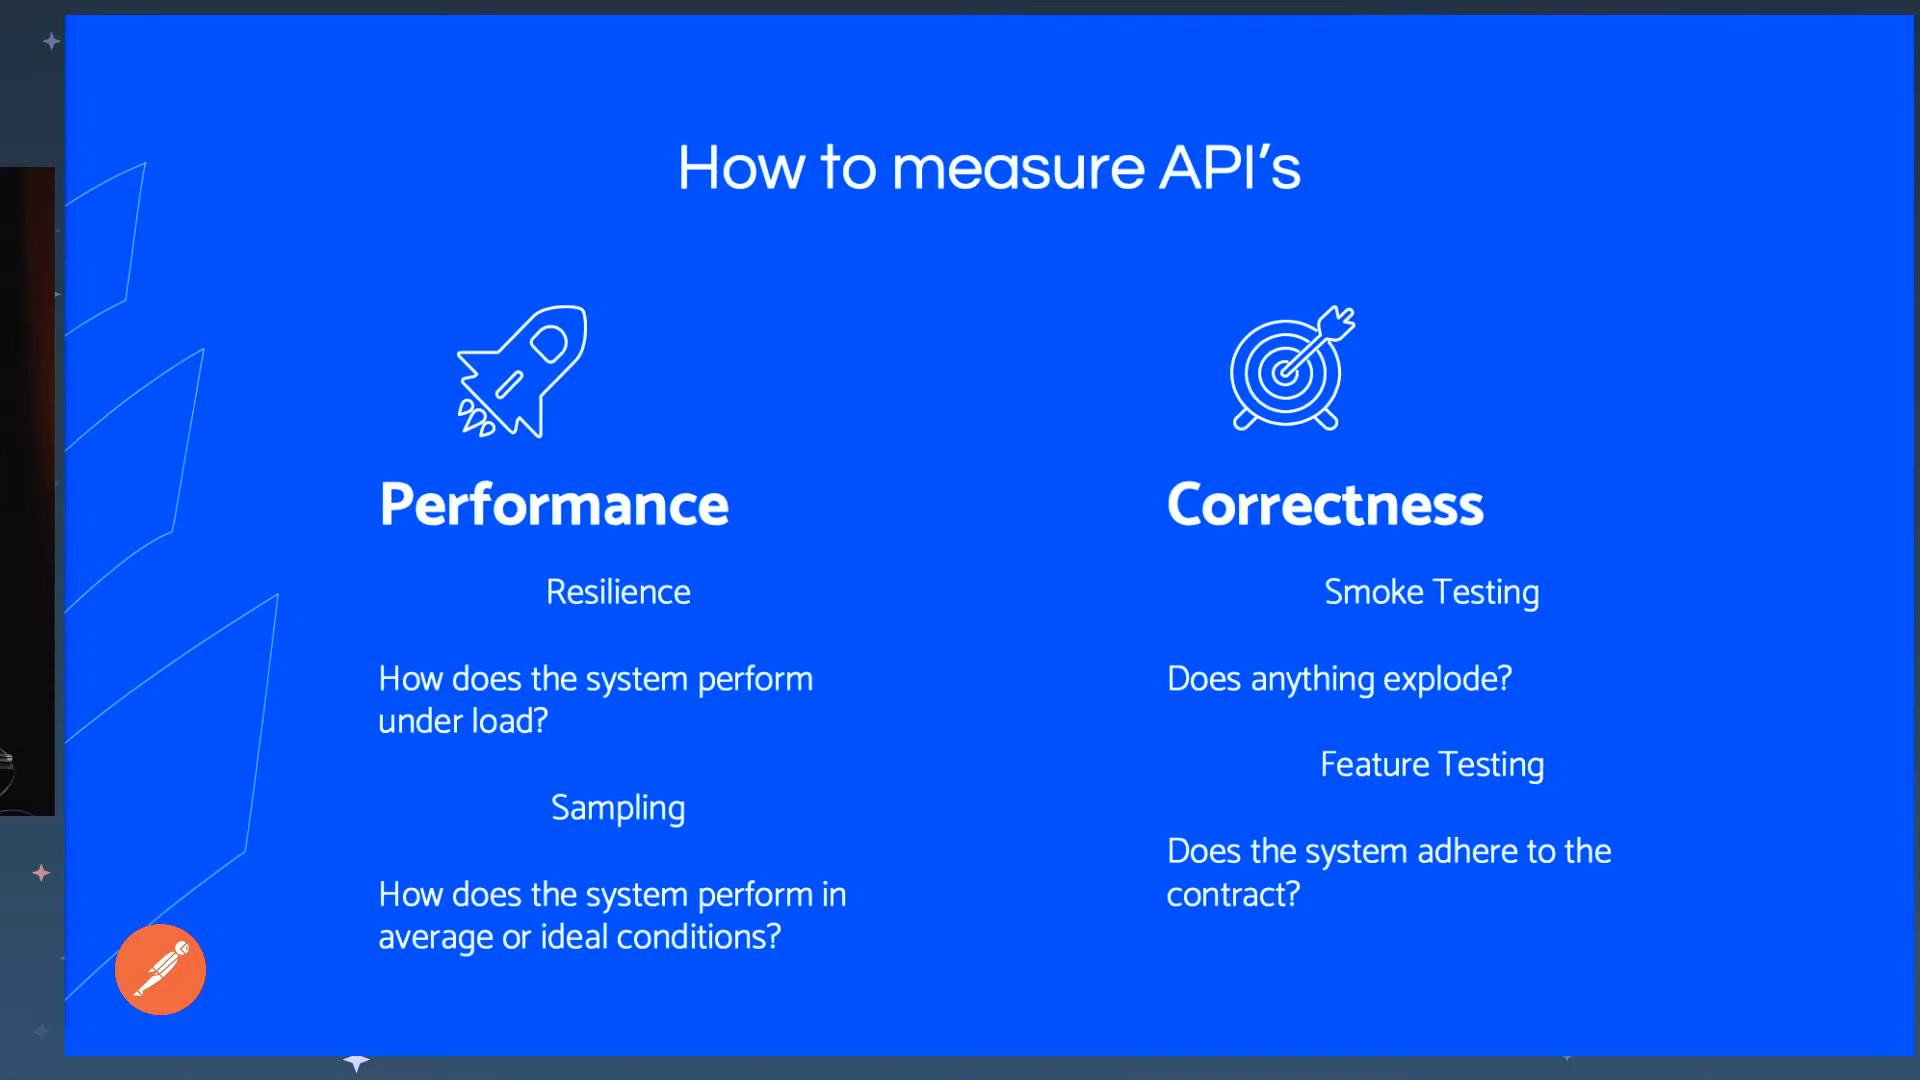 How to measure API’s
Performance
Resilience
How does the system perform
under load?
Sampling
How does the system perform in
average or ideal conditions?
Correctness
Smoke Testing
Does anything explode?
Feature Testing
Does the system adhere to the
contract?